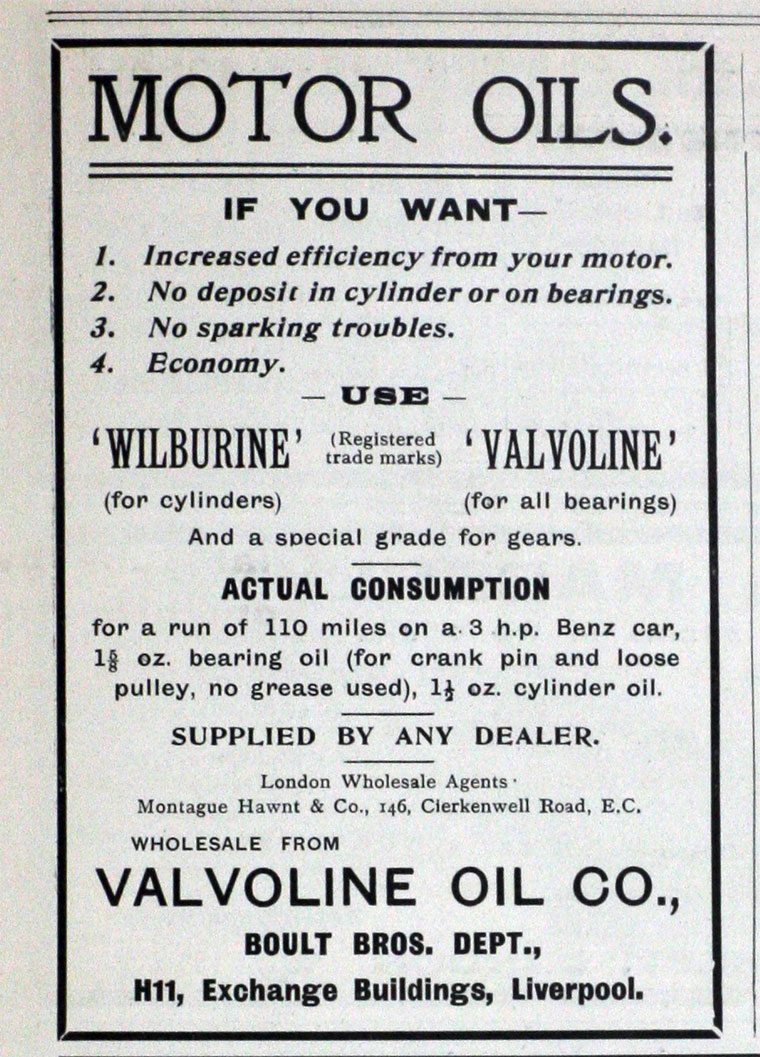 MOTOR OILS.
IF YOU WANT—
1. Increased efficiency from your motor.
2. No deposit in cylinder or on bearings.
3. No sparking troubles.
4. Economy.
— USE —
'WILBURINE' (Registered trade marks) 'VALVOLINE'
(for cylinders) (for all bearings)
And a special grade for gears.
ACTUAL CONSUMPTION
for a run of 110 miles on a 3 h.p. Benz car,
1⅝ oz. bearing oil (for crank pin and loose
pulley, no grease used), 1½ oz. cylinder oil.
SUPPLIED BY ANY DEALER.
London Wholesale Agents·
Montague Hawnt & Co., 146, Clerkenwell Road, E.C.
WHOLESALE FROM
VALVOLINE OIL CO.,
BOULT BROS. DEPT.,
H11, Exchange Buildings, Liverpool.